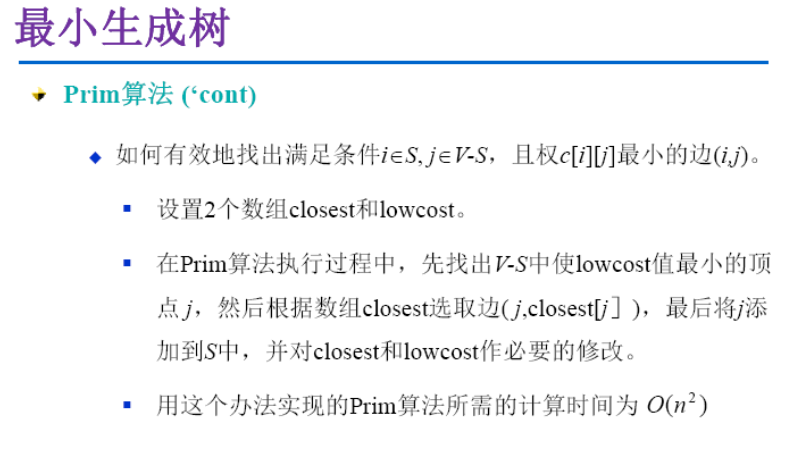 最小生成树
Prim算法 (‘cont)
如何有效地找出满足条件i∈S, j∈V-S，且权c[i][j]最小的边(i,j)。
设置2个数组closest和lowcost。
在Prim算法执行过程中，先找出V-S中使lowcost值最小的顶
点 j，然后根据数组closest选取边( j,closest[j］)，最后将j添
加到S中，并对closest和lowcost作必要的修改。
用这个办法实现的Prim算法所需的计算时间为 O(n²)